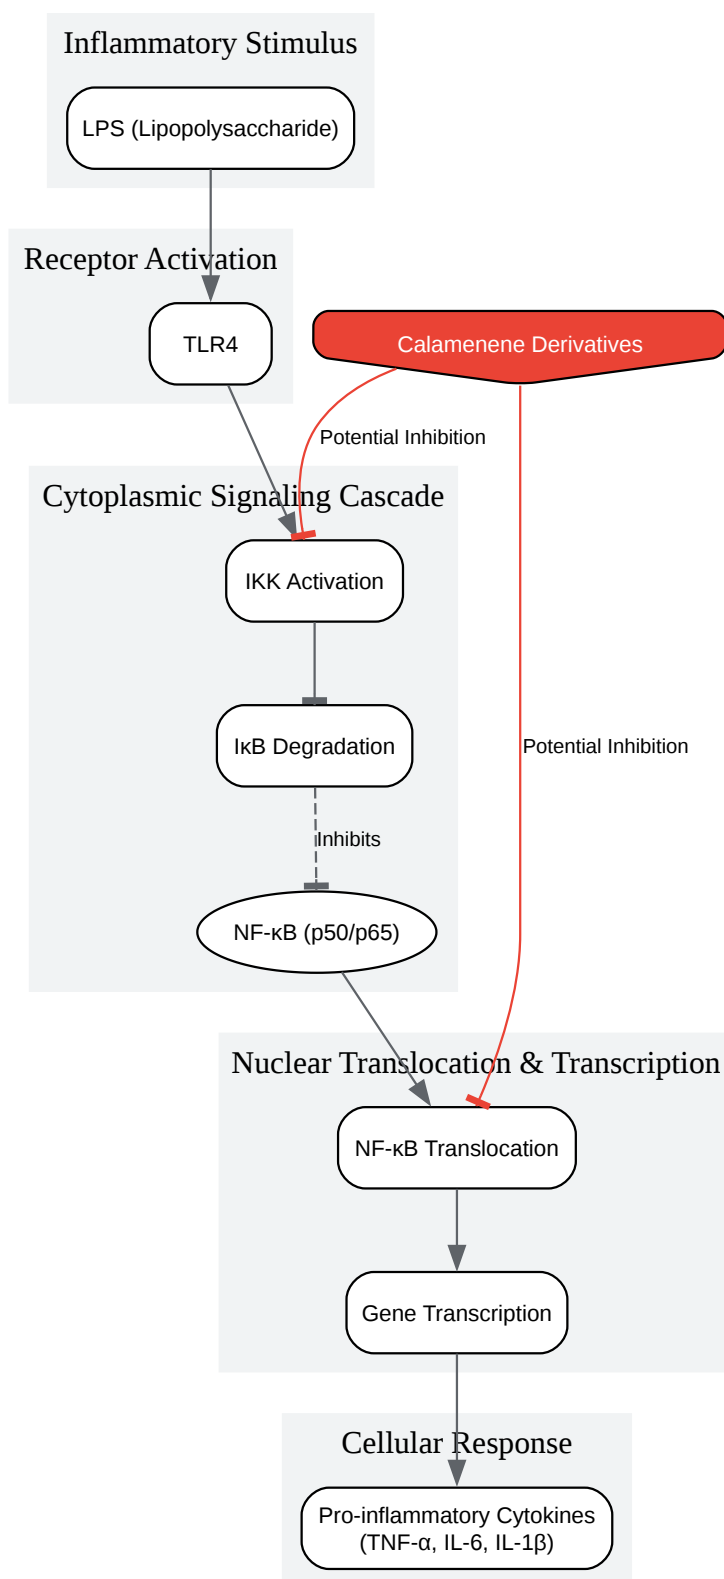 Inflammatory Stimulus
LPS (Lipopolysaccharide)
Receptor Activation
TLR4
Calamenene Derivatives
Potential Inhibition
Cytoplasmic Signaling Cascade
IKK Activation
IκB Degradation
Potential Inhibition
Inhibits
NF-κB (p50/p65)
Nuclear Translocation & Transcription
NF-κB Translocation
Gene Transcription
Cellular Response
Pro-inflammatory Cytokines
(TNF-α, IL-6, IL-1β)